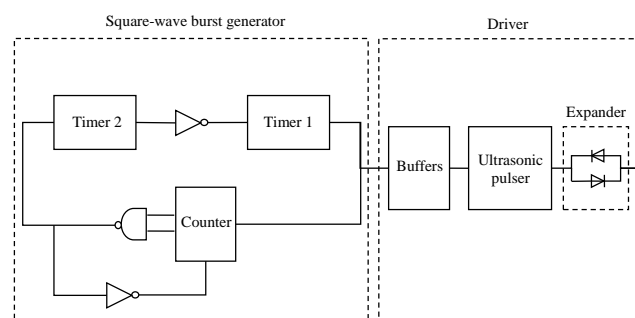 Square-wave burst generator
Driver
Timer 2
Timer 1
Expander
Buffers
Ultrasonic
pulser
Counter